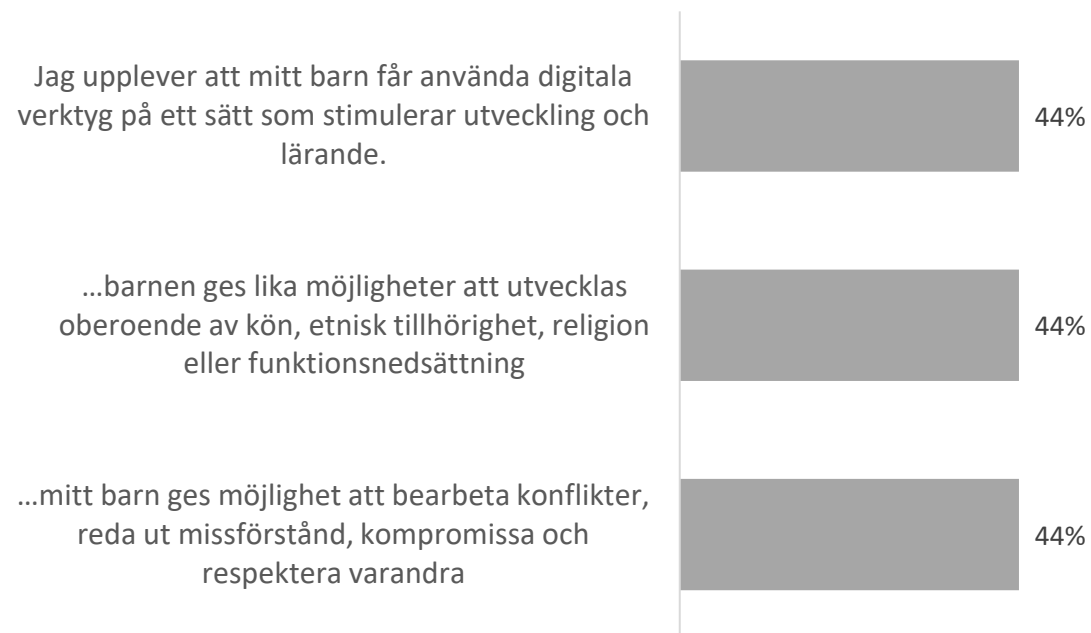 Jag upplever att mitt barn får använda digitala
verktyg på ett sätt som stimulerar utveckling och
lärande.
44%
…barnen ges lika möjligheter att utvecklas
oberoende av kön, etnisk tillhörighet, religion
eller funktionsnedsättning
44%
…mitt barn ges möjlighet att bearbeta konflikter,
reda ut missförstånd, kompromissa och
respektera varandra
44%